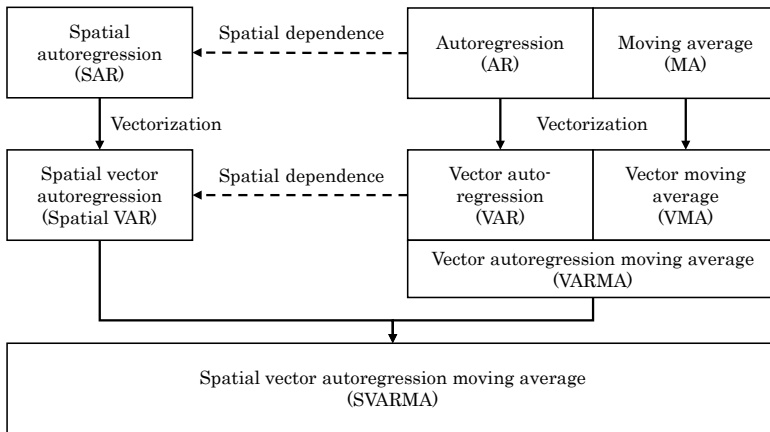 Spatial
autoregression
(SAR)
Spatial dependence
Autoregression
(AR)
Moving average
(MA)
Vectorization
Vectorization
Spatial vector
autoregression
(Spatial VAR)
Spatial dependence
Vector auto-
regression
(VAR)
Vector moving
average
(VMA)
Vector autoregression moving average
(VARMA)
Spatial vector autoregression moving average
(SVARMA)